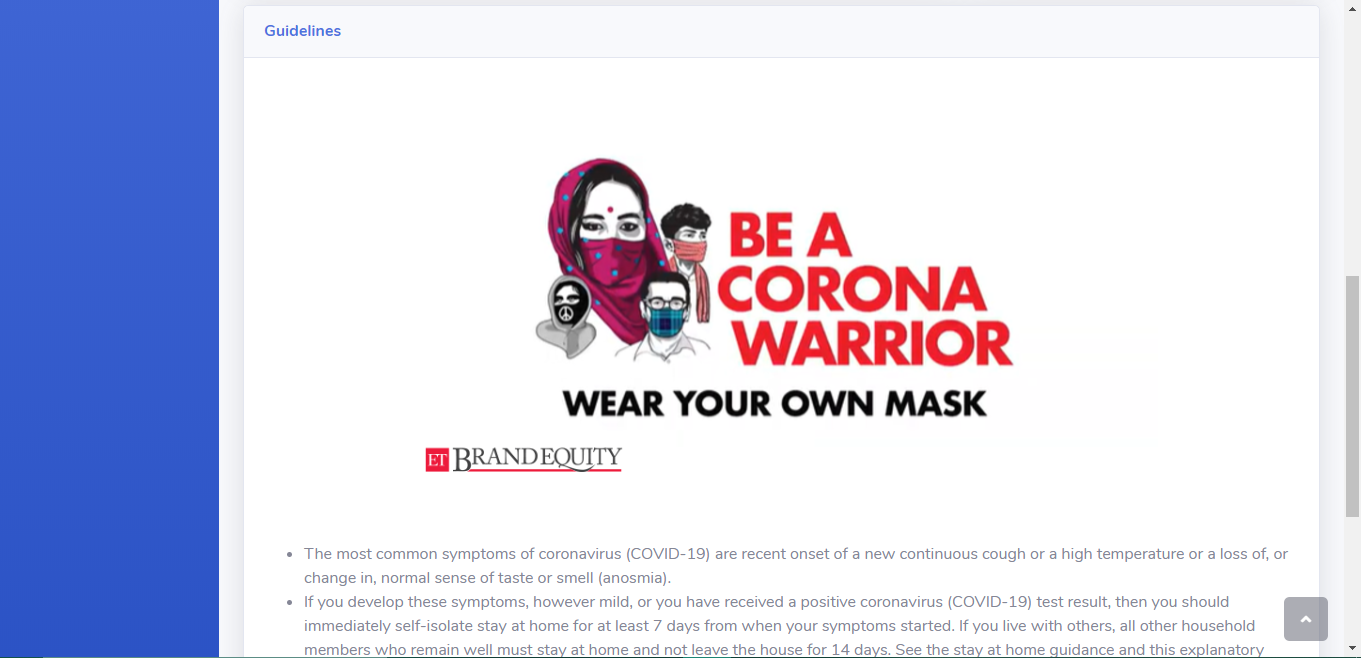 Guidelines
BE A
CORONA
WARRIOR
WEAR YOUR OWN MASK
ET BRANDEQUITY
• The most common symptoms of coronavirus (COVID-19) are recent onset of a new continuous cough or a high temperature or a loss of, or
change in, normal sense of taste or smell (anosmia).
• If you develop these symptoms, however mild, or you have received a positive coronavirus (COVID-19) test result, then you should
immediately self-isolate stay at home for at least 7 days from when your symptoms started. If you live with others, all other household
members who remain well must stay at home and not leave the house for 14 days. See the stay at home guidance and this explanatory